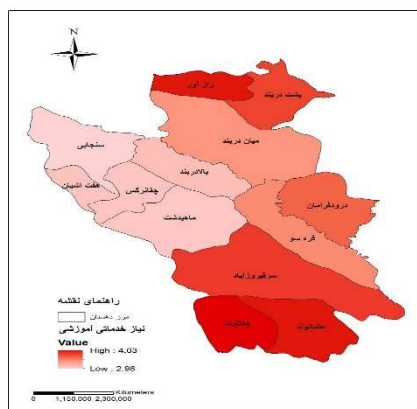 N
راز آور
پشت دربند
میان دربند
سنجابی
بالادربند
هفت اشیان
چقانرگس
درودفرامان
ماهیدشت
قره سو
سرفیروزآباد
جلالوند
عثمانوند
راهنمای نقشه
مرز دهستان
نیاز خدماتی آموزشی
Value
High : 4.03
Low : 2.98
Kilometers
0 1,150,000 2,300,000